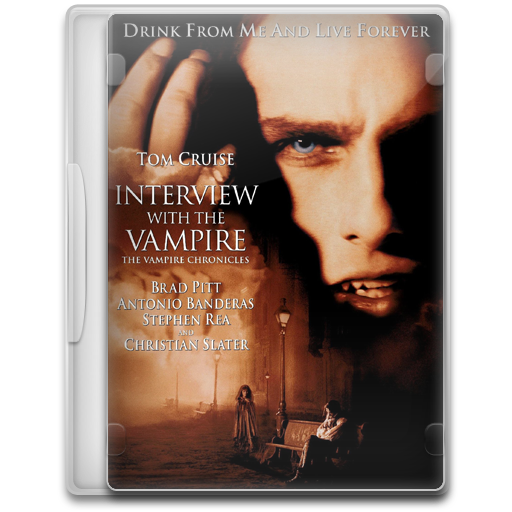 DRINK FROM ME AND LIVE FOREVER
TOM CRUISE
INTERVIEW
WITH THE
VAMPIRE
THE VAMPIRE CHRONICLES
BRAD PITT
ANTONIO BANDERAS
STEPHEN REA
AND
CHRISTIAN SLATER